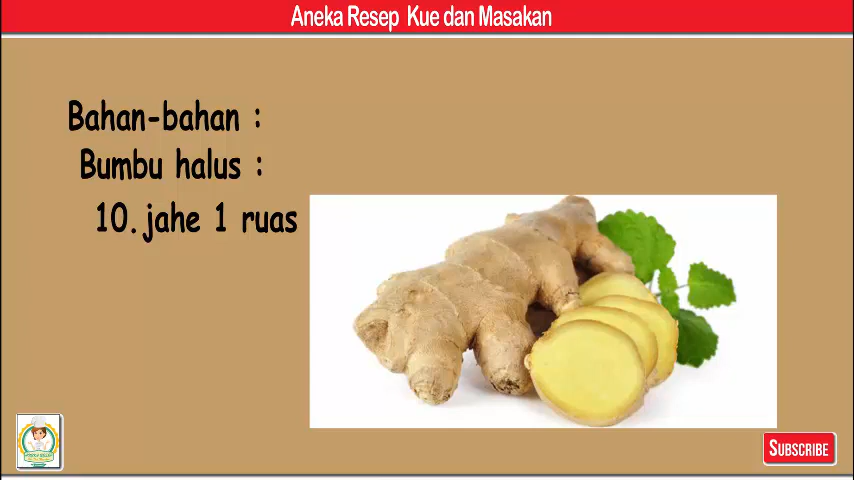 Aneka Resep Kue dan Masakan
Bahan-bahan :
Bumbu halus :
10. jahe 1 ruas
SUBSCRIBE